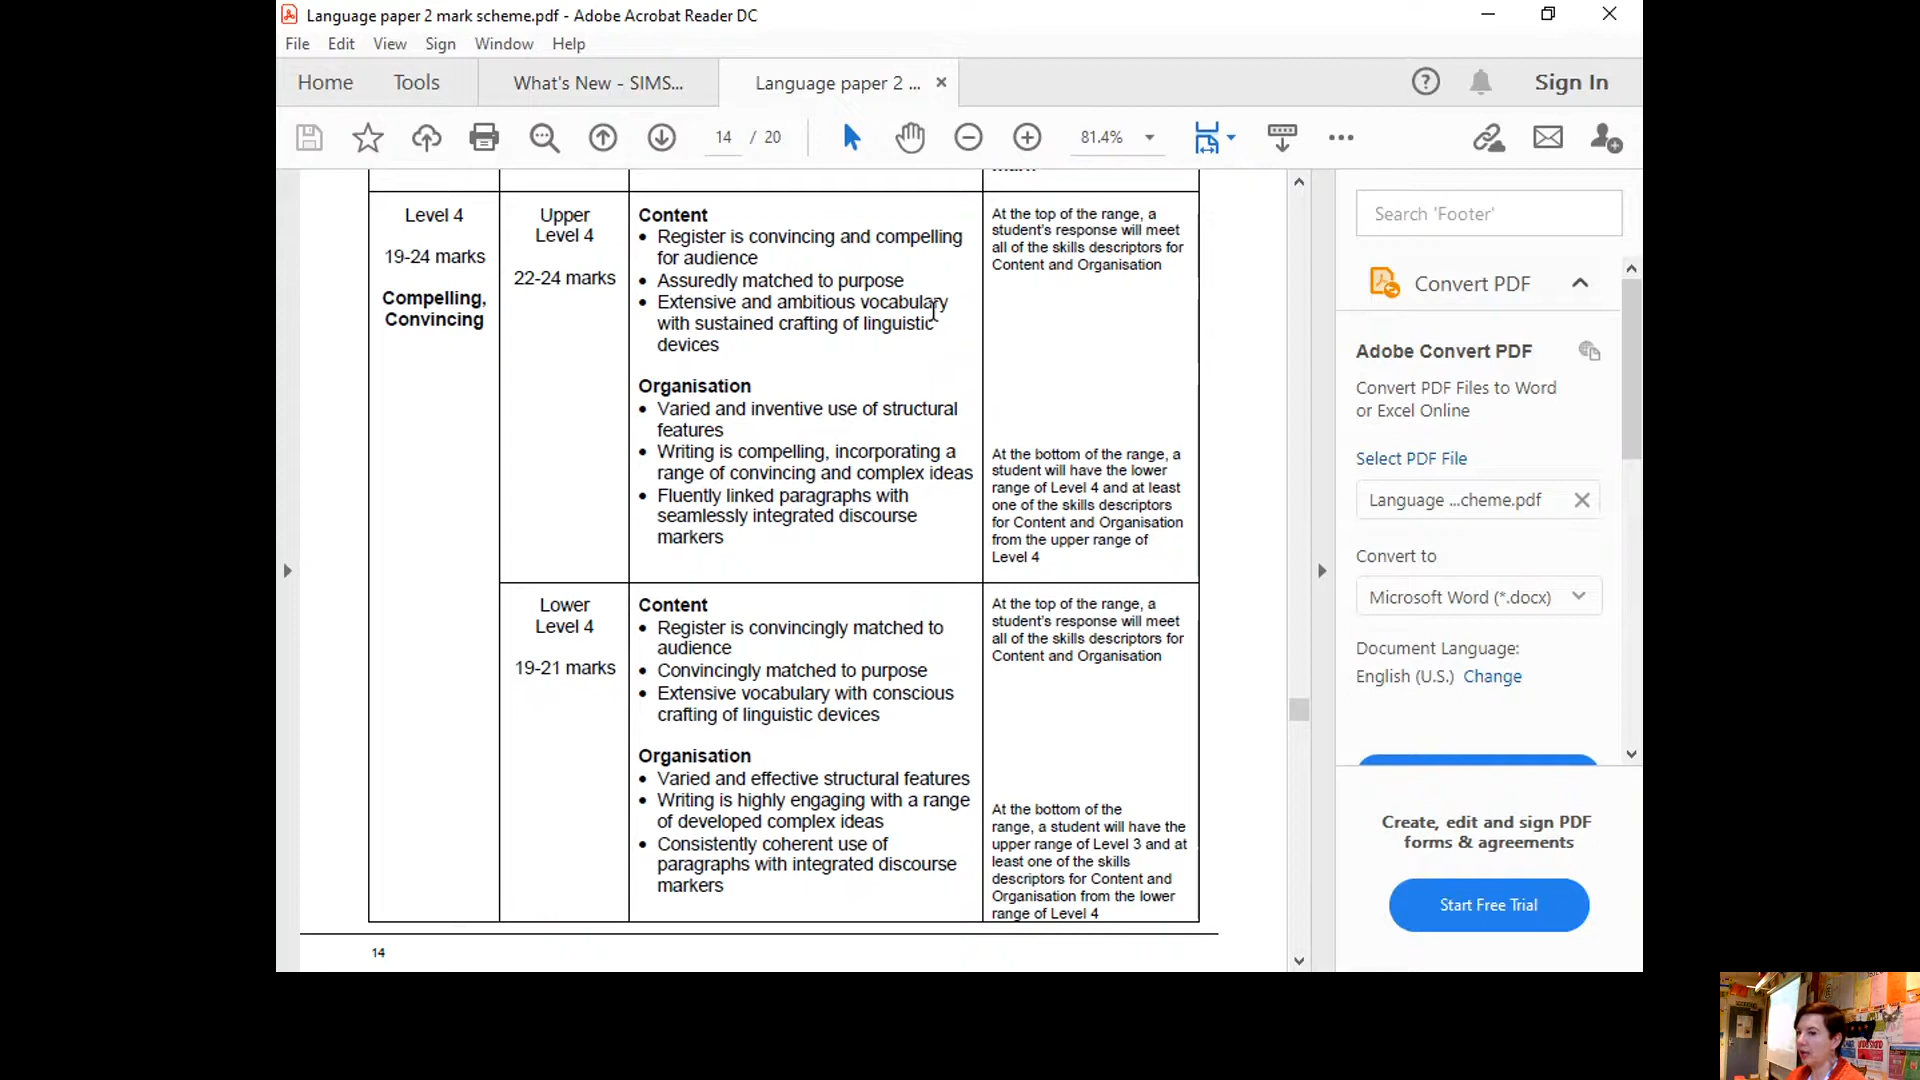 Language paper 2 mark scheme.pdf - Adobe Acrobat Reader DC
File Edit View Sign Window Help
Home Tools What's New - SIMS... Language paper 2 ... Sign In
14 / 20 81.4%
Level 4
19-24 marks
Compelling,
Convincing
Upper
Level 4
22-24 marks
Content
• Register is convincing and compelling
for audience
• Assuredly matched to purpose
• Extensive and ambitious vocabulary
with sustained crafting of linguistic
devices
Organisation
• Varied and inventive use of structural
features
• Writing is compelling, incorporating a
range of convincing and complex ideas
• Fluently linked paragraphs with
seamlessly integrated discourse
markers
At the top of the range, a
student's response will meet
all of the skills descriptors for
Content and Organisation
At the bottom of the range, a
student will have the lower
range of Level 4 and at least
one of the skills descriptors
for Content and Organisation
from the upper range of
Level 4
Lower
Level 4
19-21 marks
Content
• Register is convincingly matched to
audience
• Convincingly matched to purpose
• Extensive vocabulary with conscious
crafting of linguistic devices
Organisation
• Varied and effective structural features
• Writing is highly engaging with a range
of developed complex ideas
• Consistently coherent use of
paragraphs with integrated discourse
markers
At the top of the range, a
student's response will meet
all of the skills descriptors for
Content and Organisation
At the bottom of the
range, a student will have the
upper range of Level 3 and at
least one of the skills
descriptors for Content and
Organisation from the lower
range of Level 4
14
Search 'Footer'
Convert PDF
Adobe Convert PDF
Convert PDF Files to Word
or Excel Online
Select PDF File
Language ...cheme.pdf
Convert to
Microsoft Word (*.docx)
Document Language:
English (U.S.) Change
Create, edit and sign PDF
forms & agreements
Start Free Trial